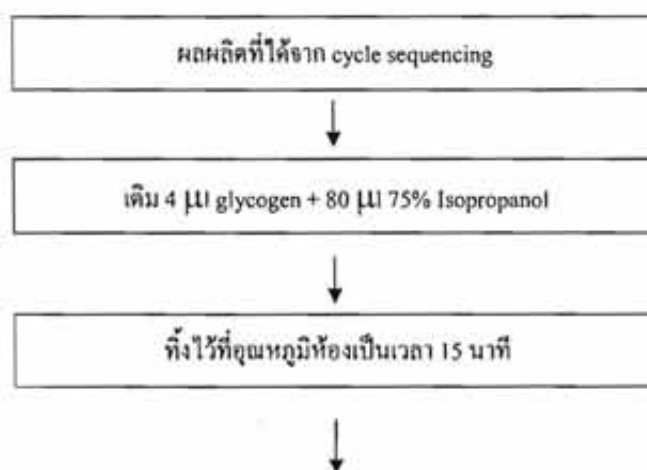 ผลผลิตที่ได้จาก cycle sequencing
เติม 4 µl glycogen + 80 µl 75% Isopropanol
ทิ้งไว้ที่อุณหภูมิห้องเป็นเวลา 15 นาที